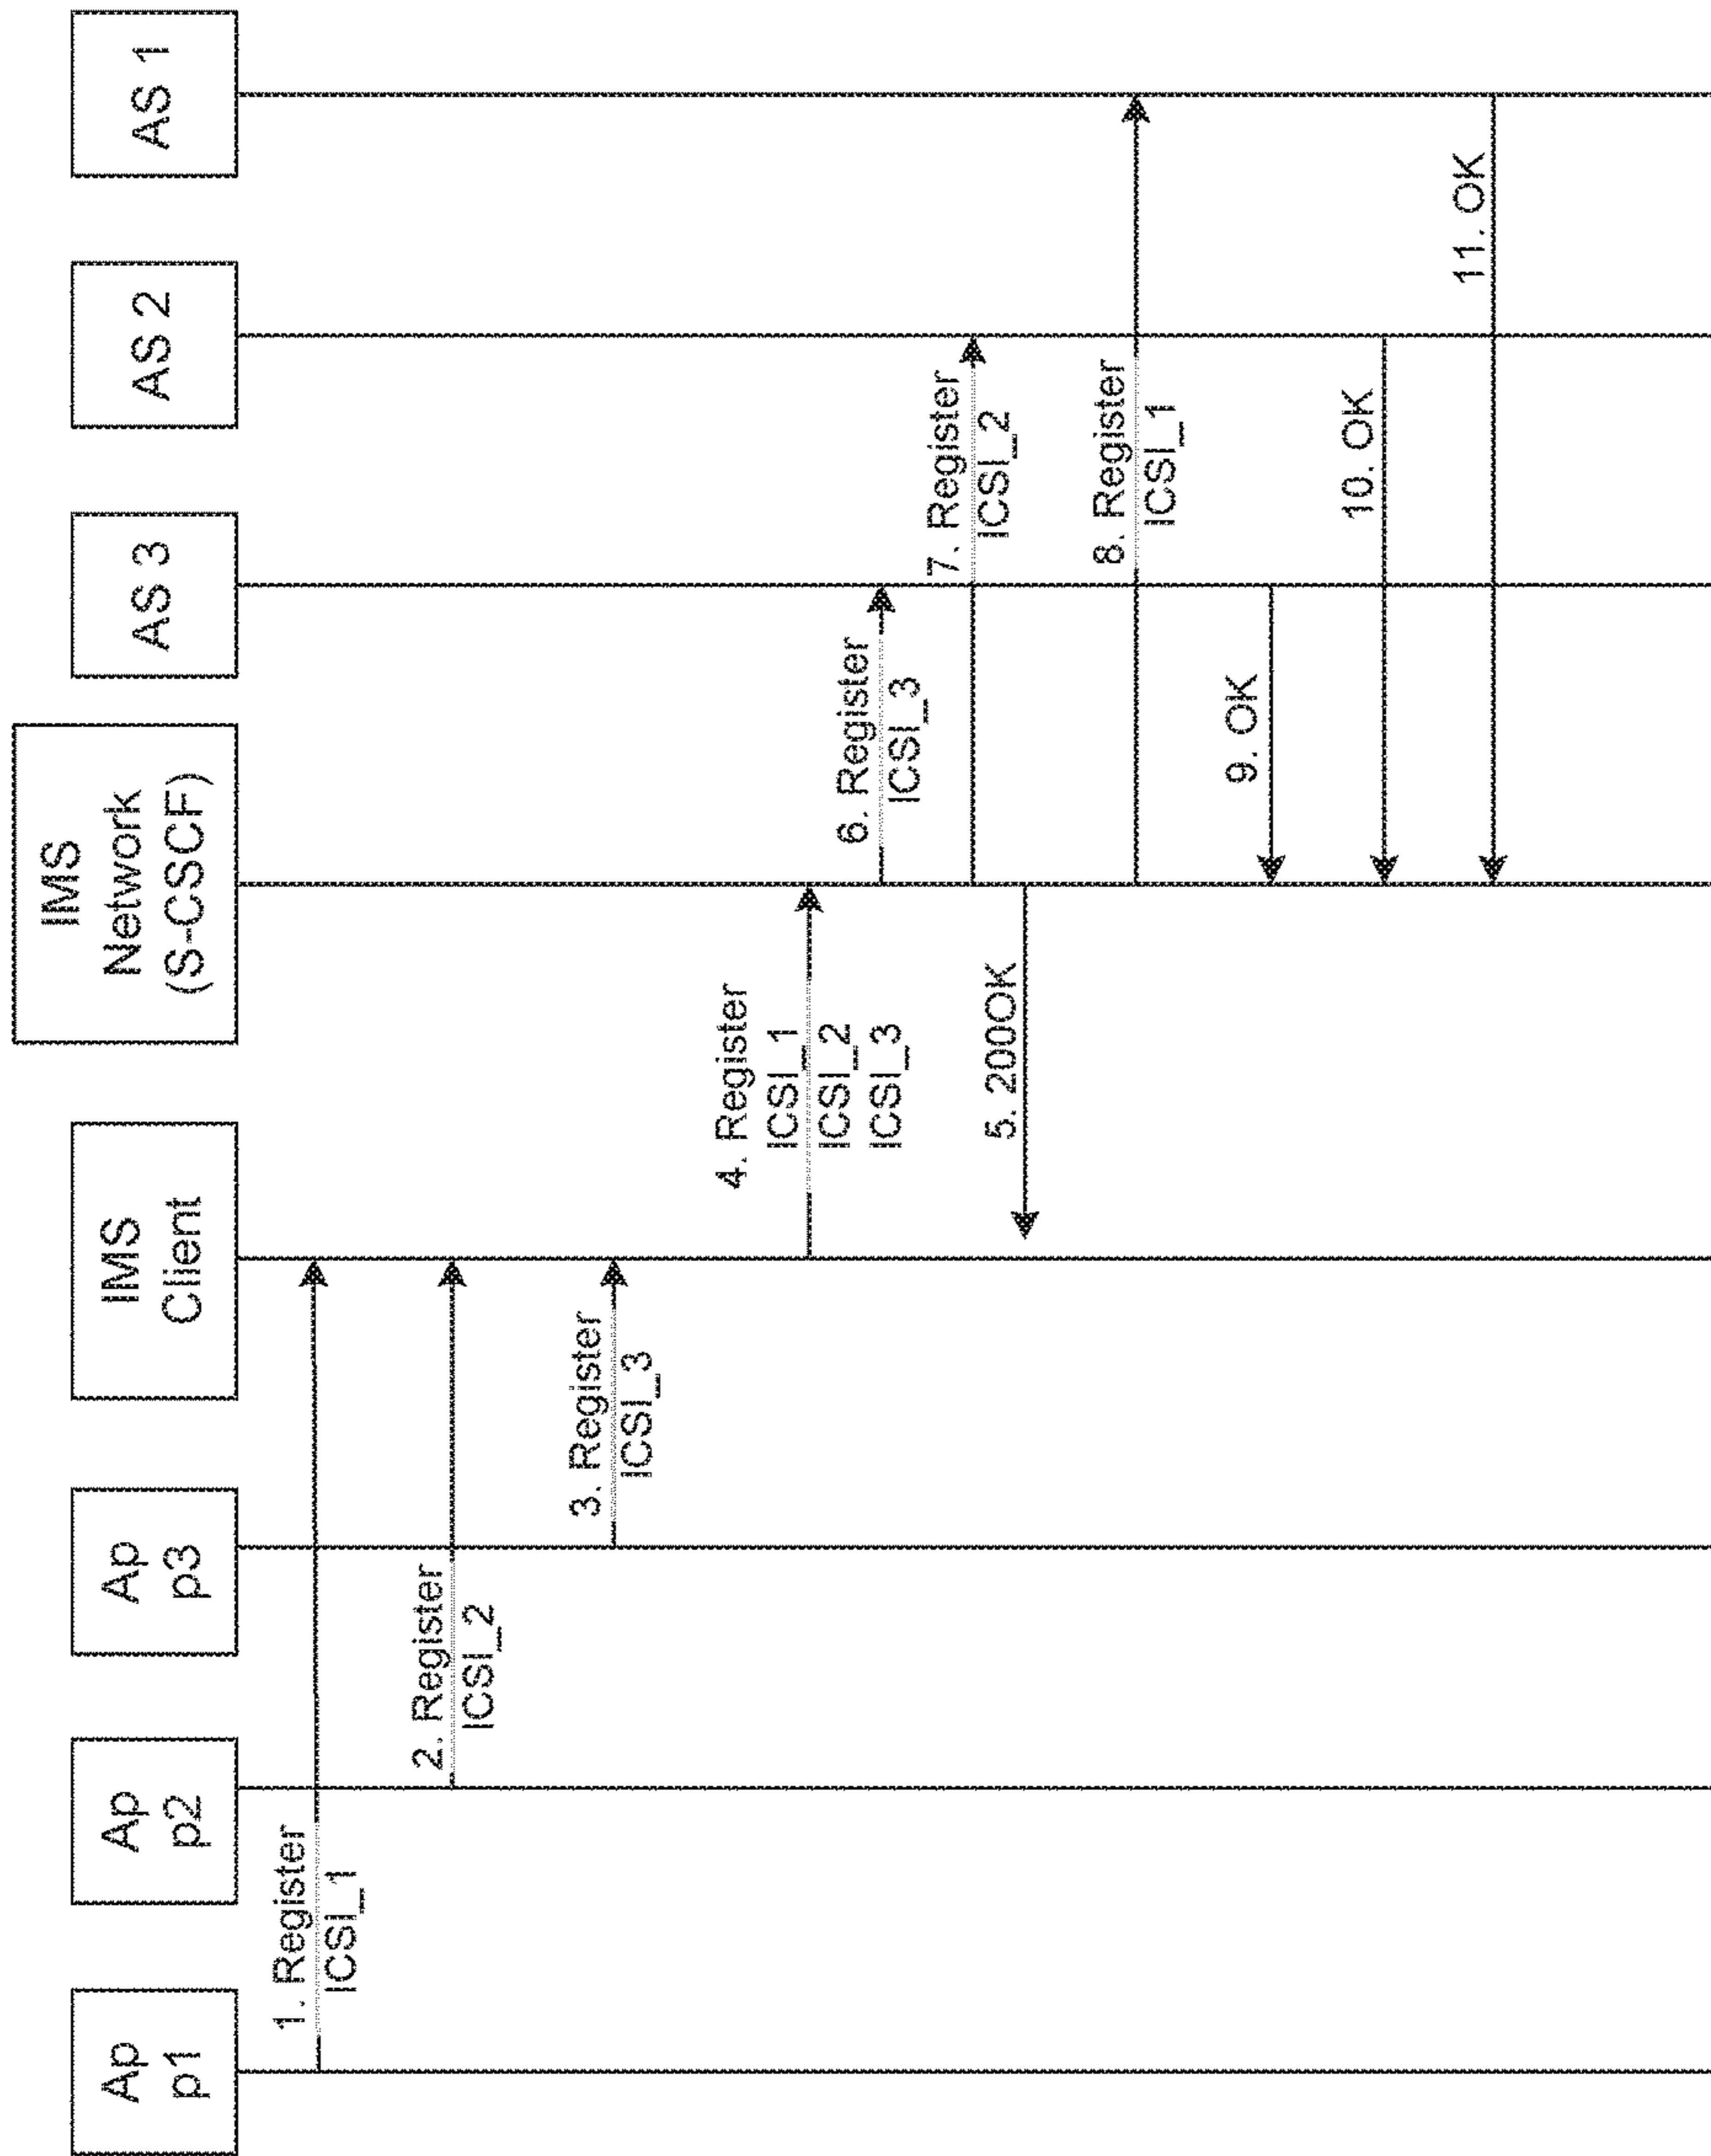 Ap
p1
Ap
p2
Ap
p3
IMS
Client
IMS
Network
(S-CSCF)
AS 3
AS 2
AS 1
1. Register
ICSI_1
2. Register
ICSI_2
3. Register
ICSI_3
4. Register
ICSI_1
ICSI_2
ICSI_3
5. 200OK
6. Register
ICSI_3
7. Register
ICSI_2
8. Register
ICSI_1
9. OK
10. OK
11. OK